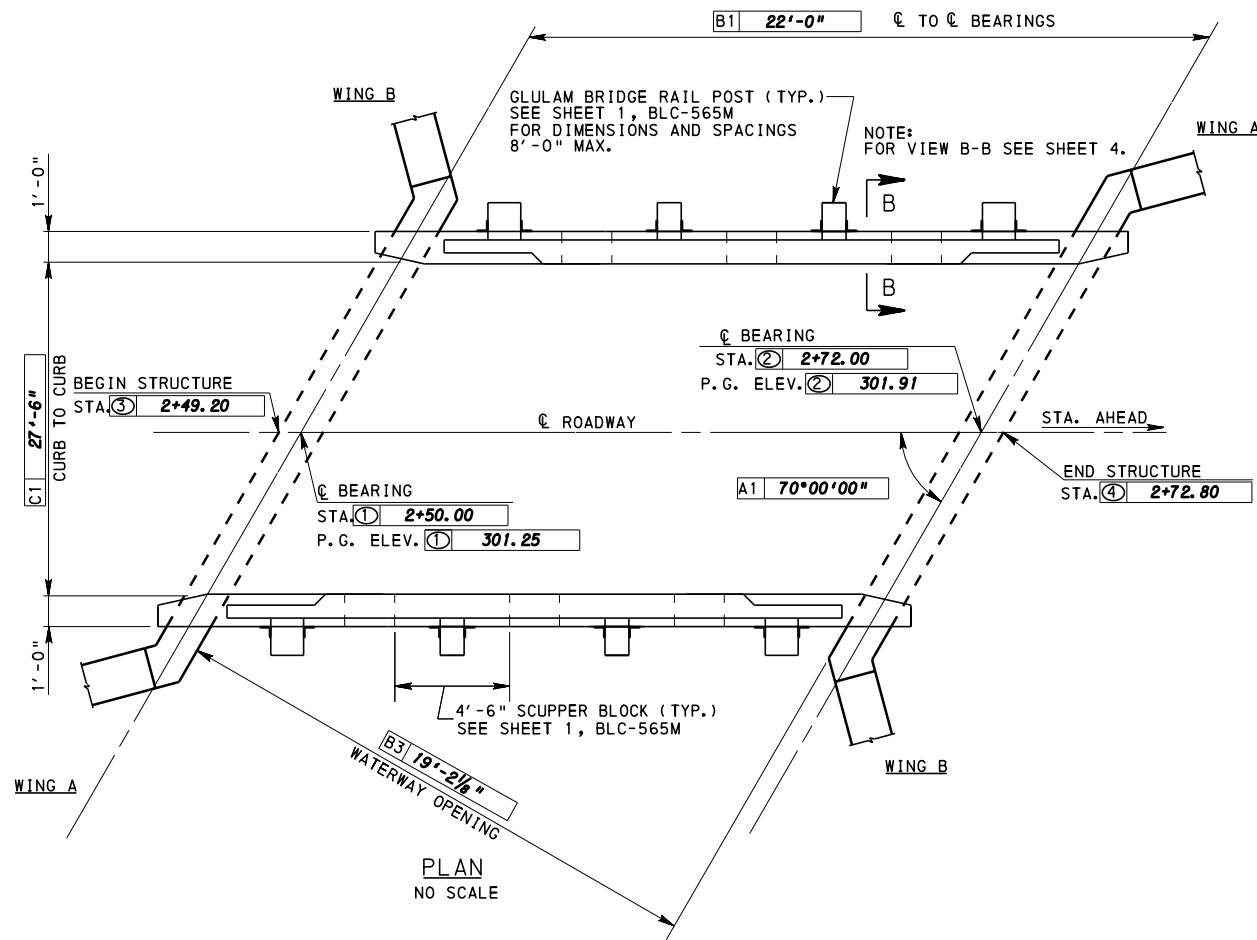 B1 22'-0" ℄ TO ℄ BEARINGS
WING B
GLULAM BRIDGE RAIL POST (TYP.)
SEE SHEET 1, BLC-565M
FOR DIMENSIONS AND SPACINGS
8'-0" MAX.
NOTE:
FOR VIEW B-B SEE SHEET 4.
WING A
1'-0"
B
B
℄ BEARING
STA. 2 2+72.00
P.G. ELEV. 2 301.91
C1 27'-6"
CURB TO CURB
BEGIN STRUCTURE
STA. 3 2+49.20
℄ ROADWAY
STA. AHEAD
A1 70°00'00"
END STRUCTURE
STA. 4 2+72.80
℄ BEARING
STA. 1 2+50.00
P.G. ELEV. 1 301.25
1'-0"
4'-6" SCUPPER BLOCK (TYP.)
SEE SHEET 1, BLC-565M
B3 19'-2⅛"
WATERWAY OPENING
WING A
WING B
PLAN
NO SCALE